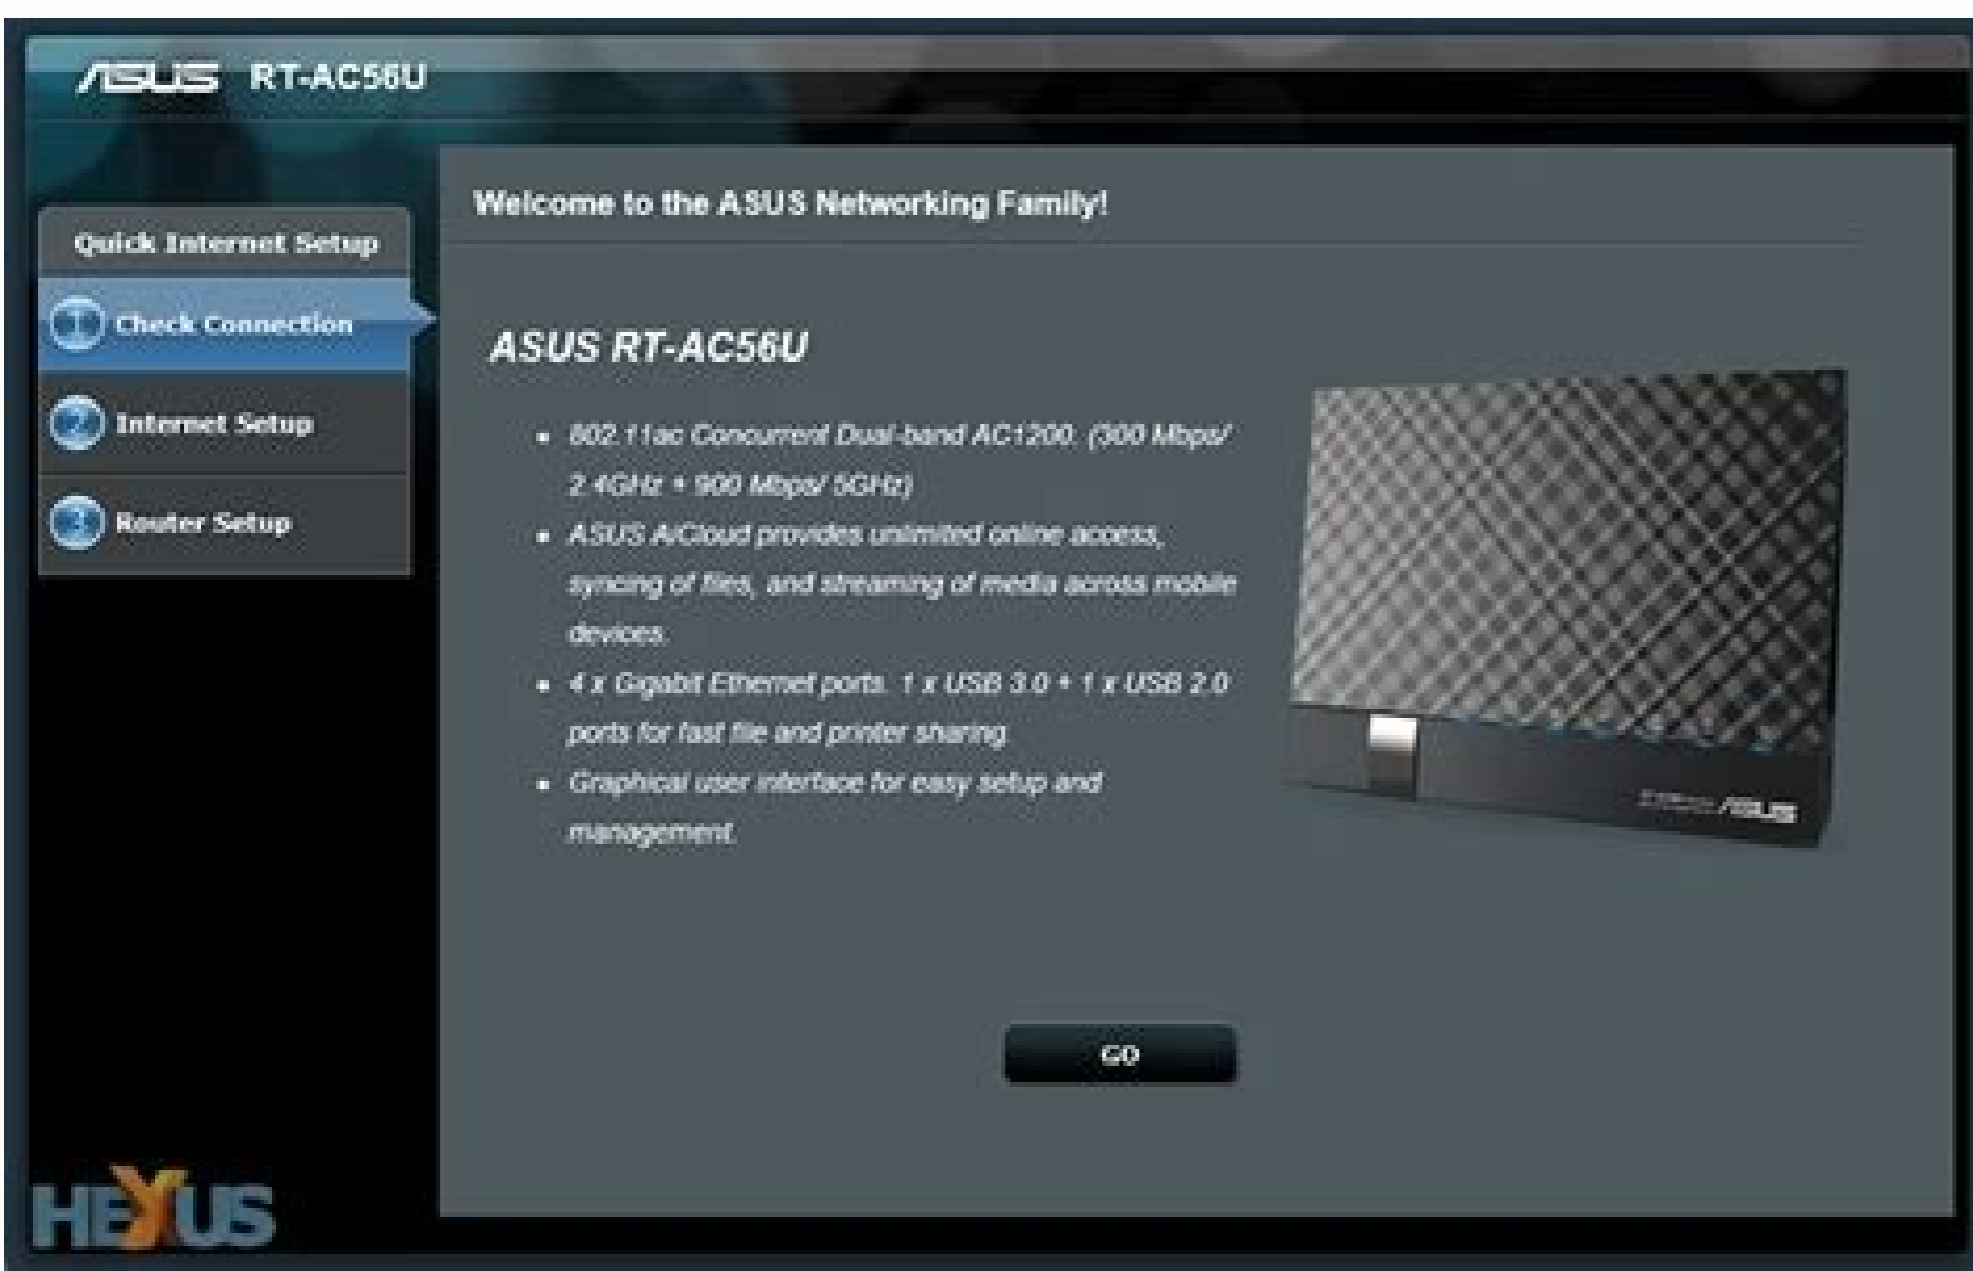 ASUS RT-AC56U
Quick Internet Setup
1 Check Connection
2 Internet Setup
3 Router Setup
Welcome to the ASUS Networking Family!
ASUS RT-AC56U
• 802.11ac Concurrent Dual-band AC1200. (300 Mbps/
2.4GHz + 900 Mbps/ 5GHz)
• ASUS AiCloud provides unlimited online access,
syncing of files, and streaming of media across mobile
devices.
• 4 x Gigabit Ethernet ports. 1 x USB 3.0 + 1 x USB 2.0
ports for fast file and printer sharing.
• Graphical user interface for easy setup and
management.
ASUS
GO
HEXUS